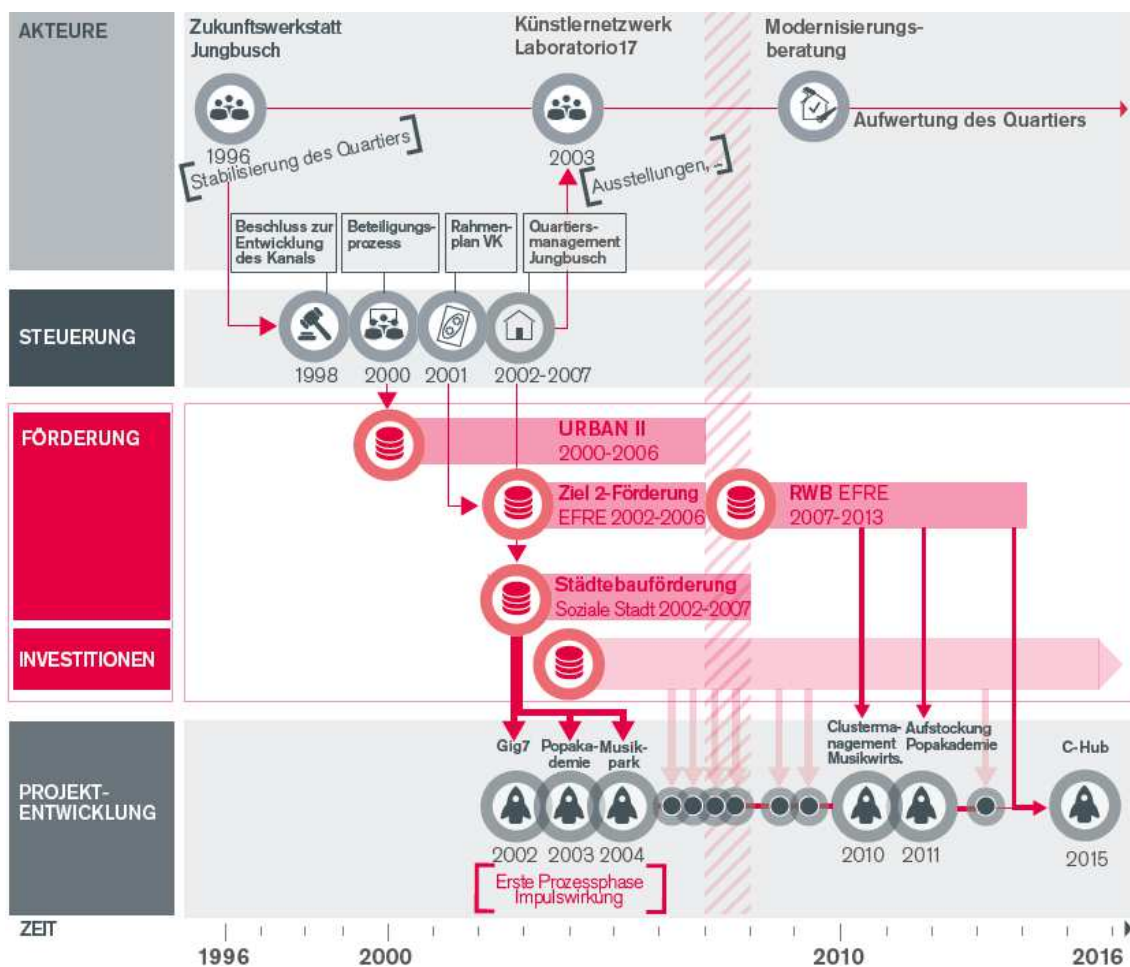 AKTEURE
Zukunftswerkstatt
Jungbusch
Künstlernetzwerk
Laboratorio17
Modernisierungs-
beratung
1996
2003
Aufwertung des Quartiers
Stabilisierung des Quartiers
Ausstellungen, ...
Beschluss zur
Entwicklung
des Kanals
Beteiligungs-
prozess
Rahmen-
plan VK
Quartiers-
management
Jungbusch
STEUERUNG
1998
2000
2001
2002-2007
FÖRDERUNG
URBAN II
2000-2006
Ziel 2-Förderung
EFRE 2002-2006
RWB EFRE
2007-2013
Städtebauförderung
Soziale Stadt 2002-2007
INVESTITIONEN
PROJEKT-
ENTWICKLUNG
Gig7
Popaka-
demie
Musik-
park
Clusterma-
nagement
Musikwirts.
Aufstockung
Popakademie
C-Hub
2002
2003
2004
2010
2011
2015
Erste Prozessphase
Impulswirkung
ZEIT
1996
2000
2010
2016